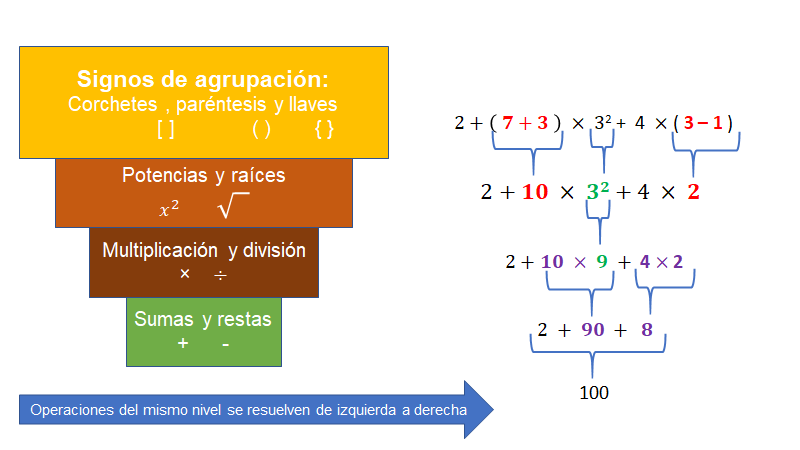 Signos de agrupación:
Corchetes , paréntesis y llaves
[ ] ( ) { }
Potencias y raíces
x² √
Multiplicación y división
× ÷
Sumas y restas
+ -
Operaciones del mismo nivel se resuelven de izquierda a derecha
2 + ( 7 + 3 ) × 3² + 4 × ( 3 – 1 )
2 + 10 × 3² + 4 × 2
2 + 10 × 9 + 4 × 2
2 + 90 + 8
100